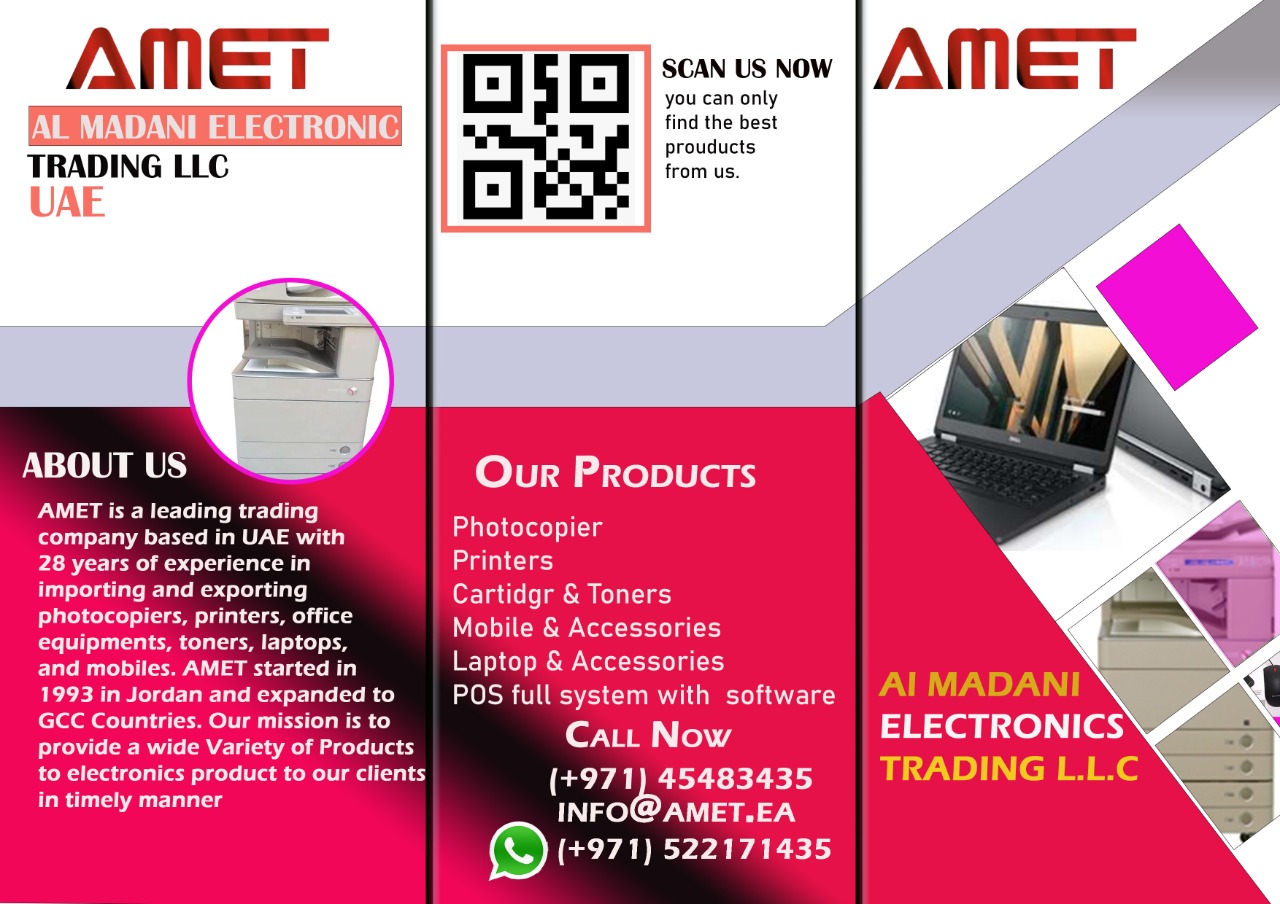 AMET
AL MADANI ELECTRONIC
TRADING LLC
UAE
ABOUT US
AMET is a leading trading
company based in UAE with
28 years of experience in
importing and exporting
photocopiers, printers, office
equipments, toners, laptops,
and mobiles. AMET started in
1993 in Jordan and expanded to
GCC Countries. Our mission is to
provide a wide Variety of Products
to electronics product to our clients
in timely manner
SCAN US NOW
you can only
find the best
prouducts
from us.
OUR PRODUCTS
Photocopier
Printers
Cartidgr & Toners
Mobile & Accessories
Laptop & Accessories
POS full system with  software
CALL NOW
(+971) 45483435
INFO@AMET.EA
(+971) 522171435
AMET
DELL
Al MADANI
ELECTRONICS
TRADING L.L.C